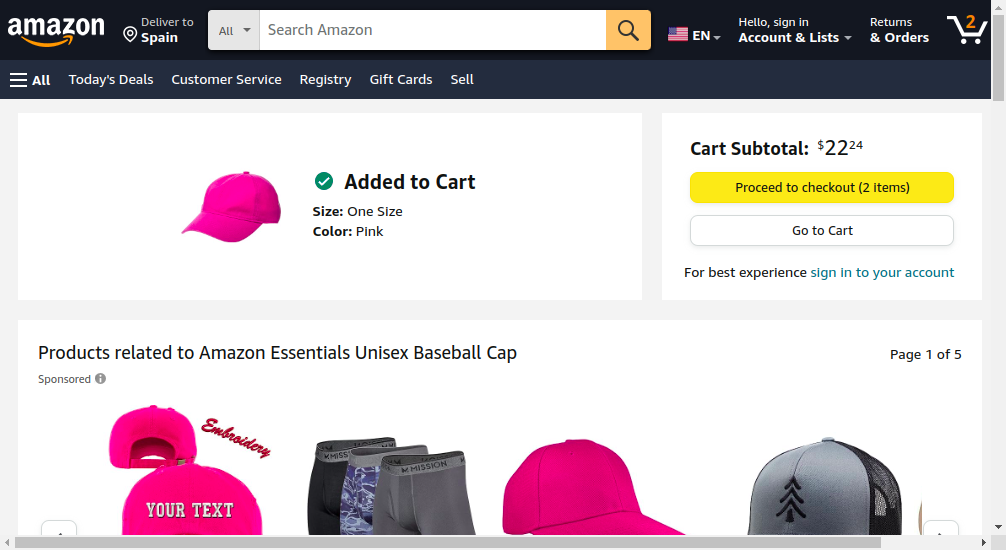 amazon
Deliver to
Spain
All
Search Amazon
EN
Hello, sign in
Account & Lists
Returns
& Orders
2
All
Today's Deals
Customer Service
Registry
Gift Cards
Sell
Added to Cart
Size: One Size
Color: Pink
Cart Subtotal: $22.24
Proceed to checkout (2 items)
Go to Cart
For best experience sign in to your account
Products related to Amazon Essentials Unisex Baseball Cap
Page 1 of 5
Sponsored
Embroidery
YOUR TEXT
MISSION
MISSION